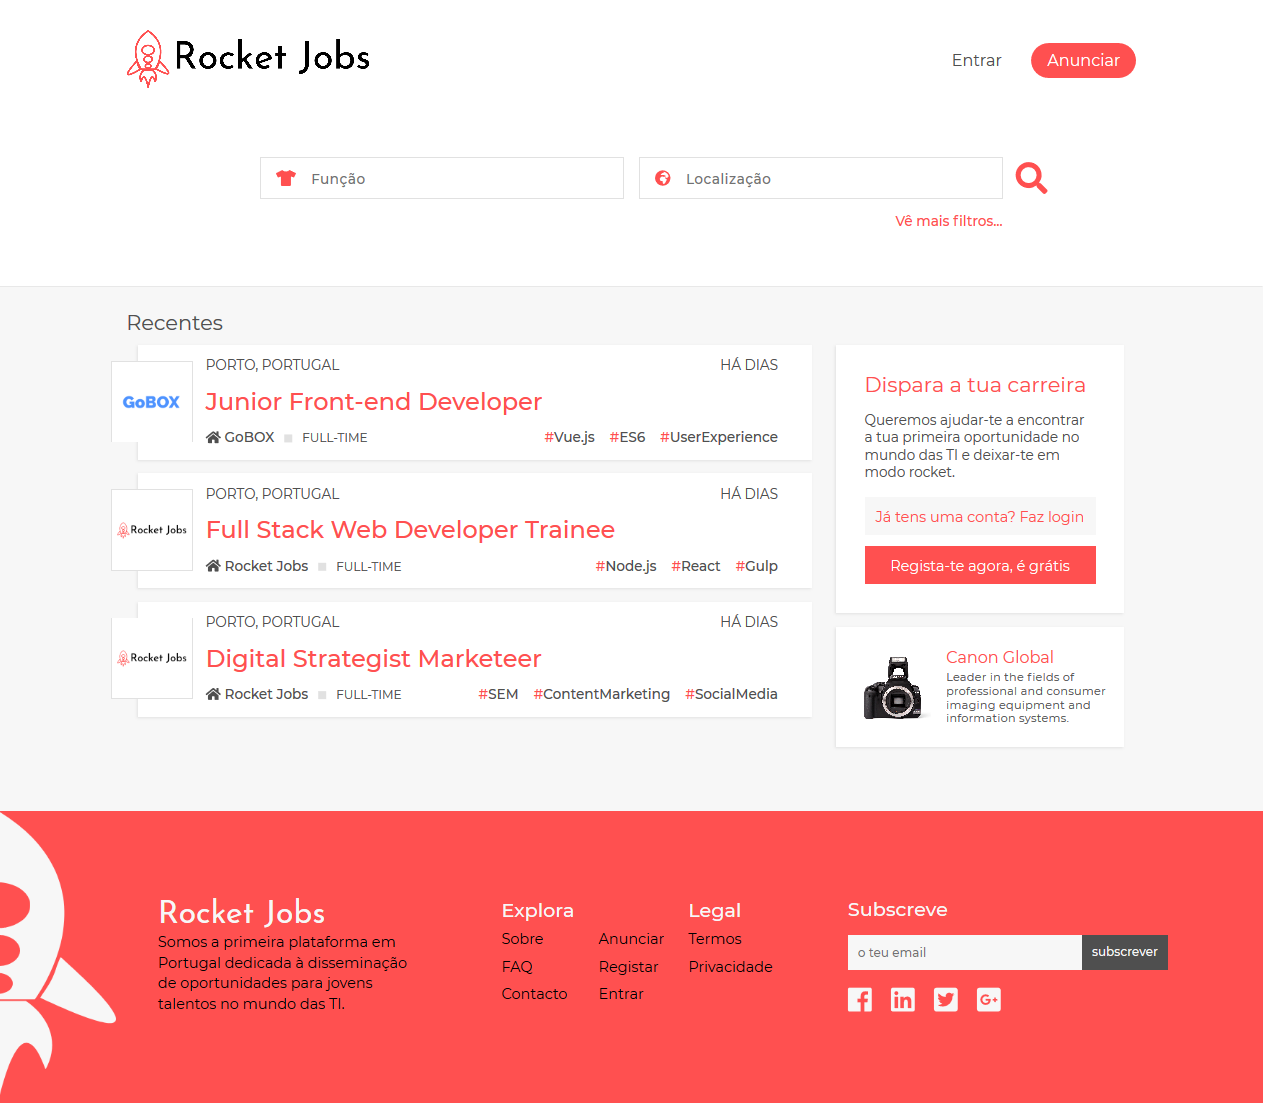 Rocket Jobs
Entrar
Anunciar
Função
Localização
Vê mais filtros...
Recentes
PORTO, PORTUGAL
HÁ DIAS
GoBOX
Junior Front-end Developer
GoBOX
FULL-TIME
#Vue.js #ES6 #UserExperience
PORTO, PORTUGAL
HÁ DIAS
Rocket Jobs
Full Stack Web Developer Trainee
Rocket Jobs
FULL-TIME
#Node.js #React #Gulp
PORTO, PORTUGAL
HÁ DIAS
Rocket Jobs
Digital Strategist Marketeer
Rocket Jobs
FULL-TIME
#SEM #ContentMarketing #SocialMedia
Dispara a tua carreira
Queremos ajudar-te a encontrar
a tua primeira oportunidade no
mundo das TI e deixar-te em
modo rocket.
Já tens uma conta? Faz login
Regista-te agora, é grátis
Canon Global
Leader in the fields of
professional and consumer
imaging equipment and
information systems.
Rocket Jobs
Somos a primeira plataforma em
Portugal dedicada à disseminação
de oportunidades para jovens
talentos no mundo das TI.
Explora
Sobre
FAQ
Contacto
Anunciar
Registar
Entrar
Legal
Termos
Privacidade
Subscreve
o teu email
subscrever